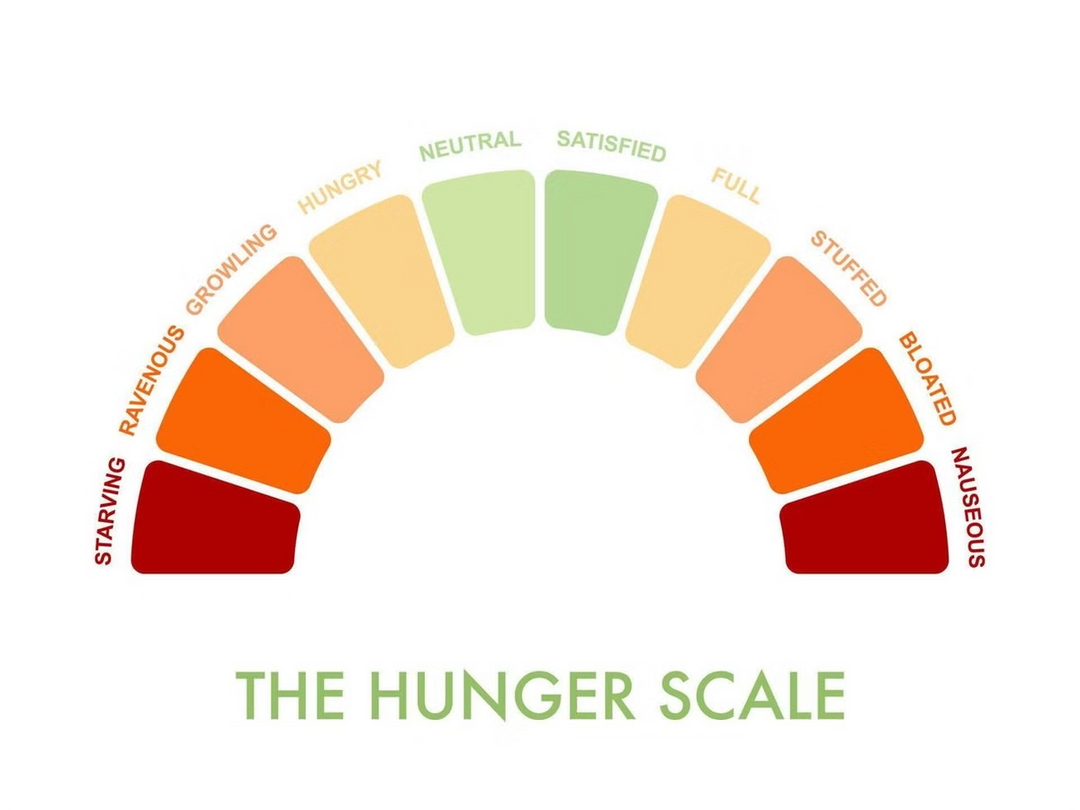 STARVING
RAVENOUS
GROWLING
HUNGRY
NEUTRAL
SATISFIED
FULL
STUFFED
BLOATED
NAUSEOUS
THE HUNGER SCALE